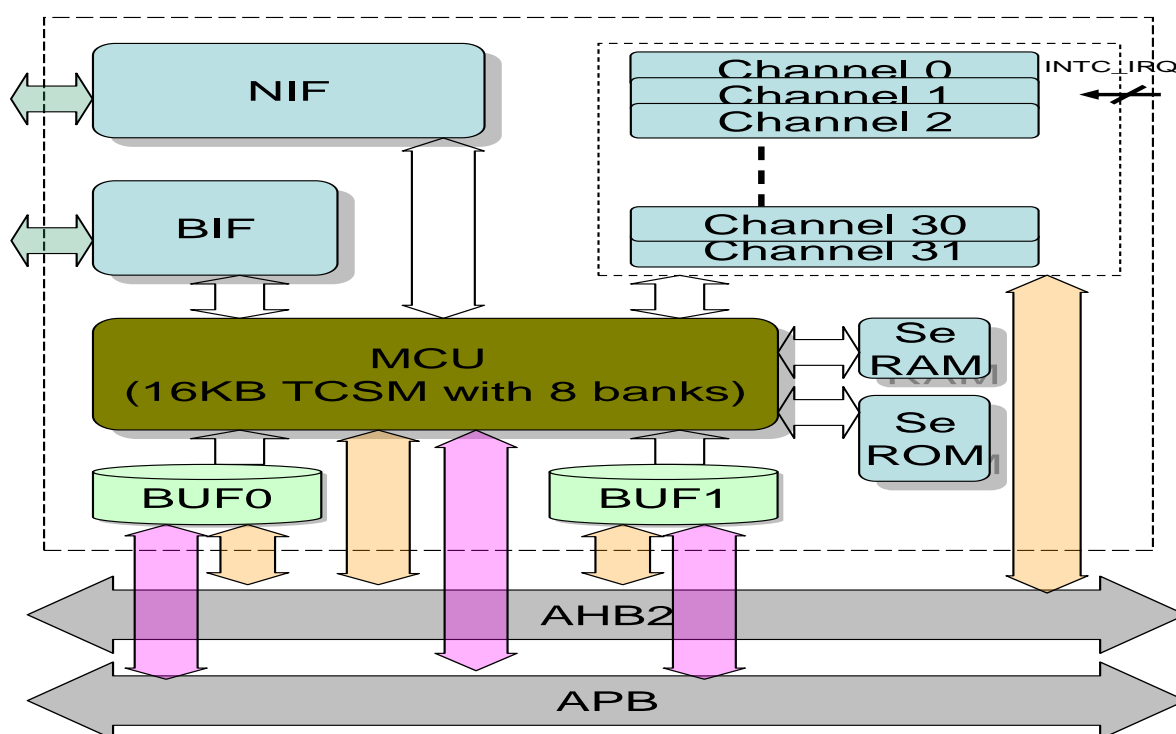 NIF
Channel 0
INTC_IRQ
Channel 1
Channel 2
BIF
Channel 30
Channel 31
MCU
(16KB TCSM with 8 banks)
Se
RAM
Se
ROM
BUF0
BUF1
AHB2
APB